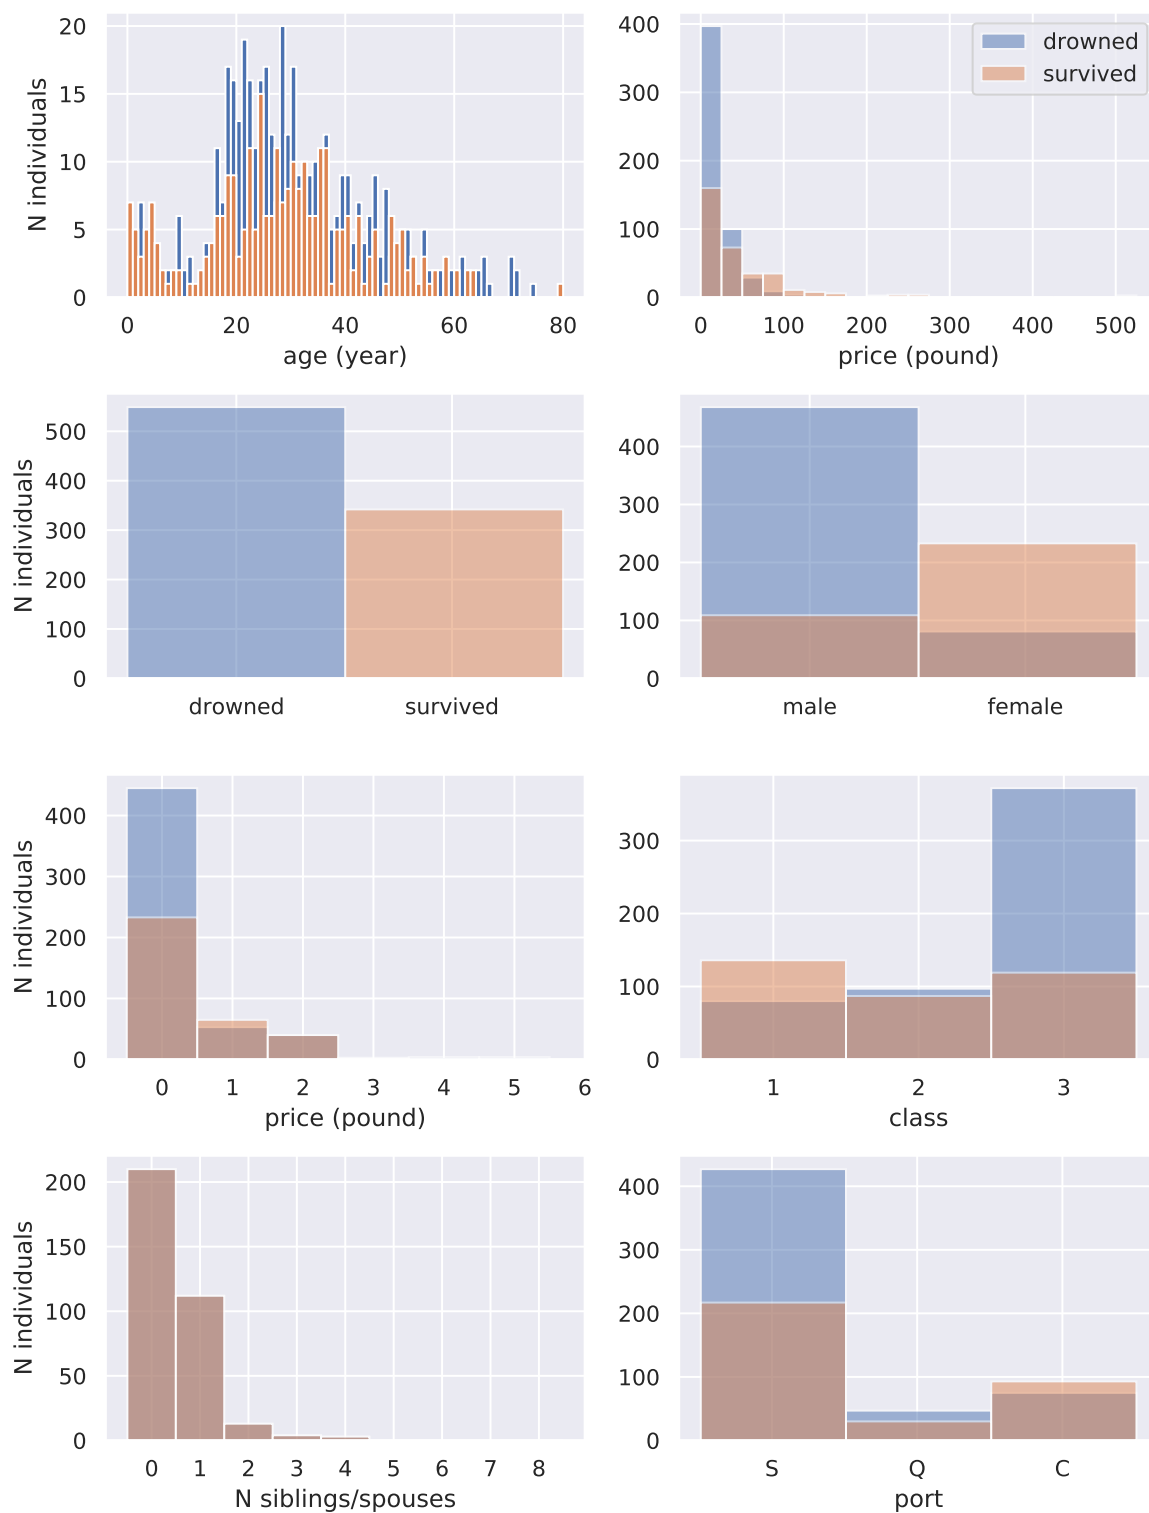 20
15
10
5
0
N individuals
0 20 40 60 80
age (year)
400
300
200
100
0
drowned
survived
0 100 200 300 400 500
price (pound)
500
400
300
200
100
0
N individuals
drowned survived
400
300
200
100
0
male female
400
300
200
100
0
N individuals
0 1 2 3 4 5 6
price (pound)
300
200
100
0
1 2 3
class
200
150
100
50
0
N individuals
0 1 2 3 4 5 6 7 8
N siblings/spouses
400
300
200
100
0
S Q C
port